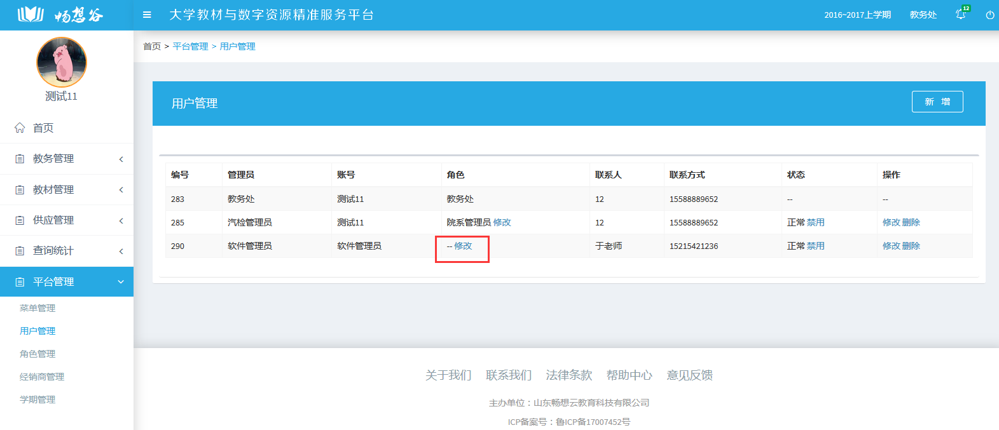 畅想谷
大学教材与数字资源精准服务平台
2016~2017上学期 教务处 12
测试11
首页
教务管理
教材管理
供应管理
查询统计
平台管理
菜单管理
用户管理
角色管理
经销商管理
学期管理
首页 > 平台管理 > 用户管理
用户管理
新 增
编号 管理员 账号 角色 联系人 联系方式 状态 操作
283 教务处 测试11 教务处 12 15588889652 -- --
285 汽检管理员 测试11 院系管理员 修改 12 15588889652 正常 禁用 修改 删除
290 软件管理员 软件管理员 -- 修改 于老师 15215421236 正常 禁用 修改 删除
关于我们 联系我们 法律条款 帮助中心 意见反馈
主办单位：山东畅想云教育科技有限公司
ICP备案号：鲁ICP备17007452号